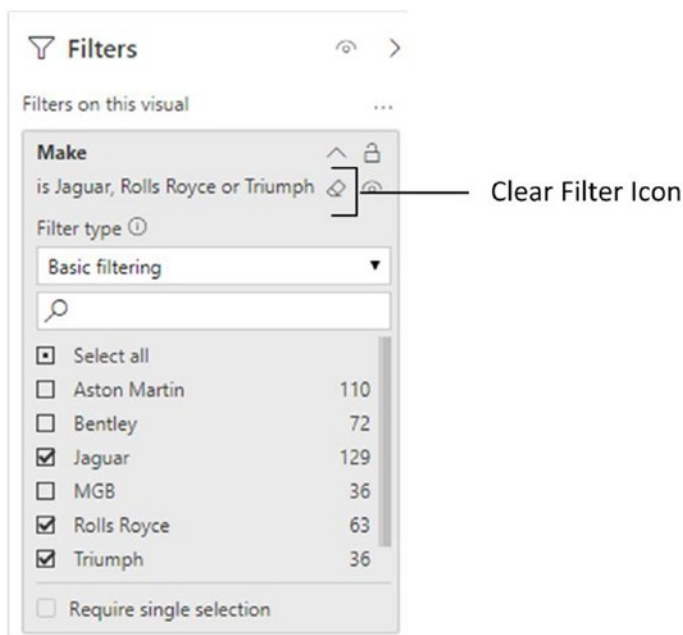 Filters
Filters on this visual ...
Make
is Jaguar, Rolls Royce or Triumph
Clear Filter Icon
Filter type
Basic filtering
Select all
Aston Martin 110
Bentley 72
Jaguar 129
MGB 36
Rolls Royce 63
Triumph 36
Require single selection